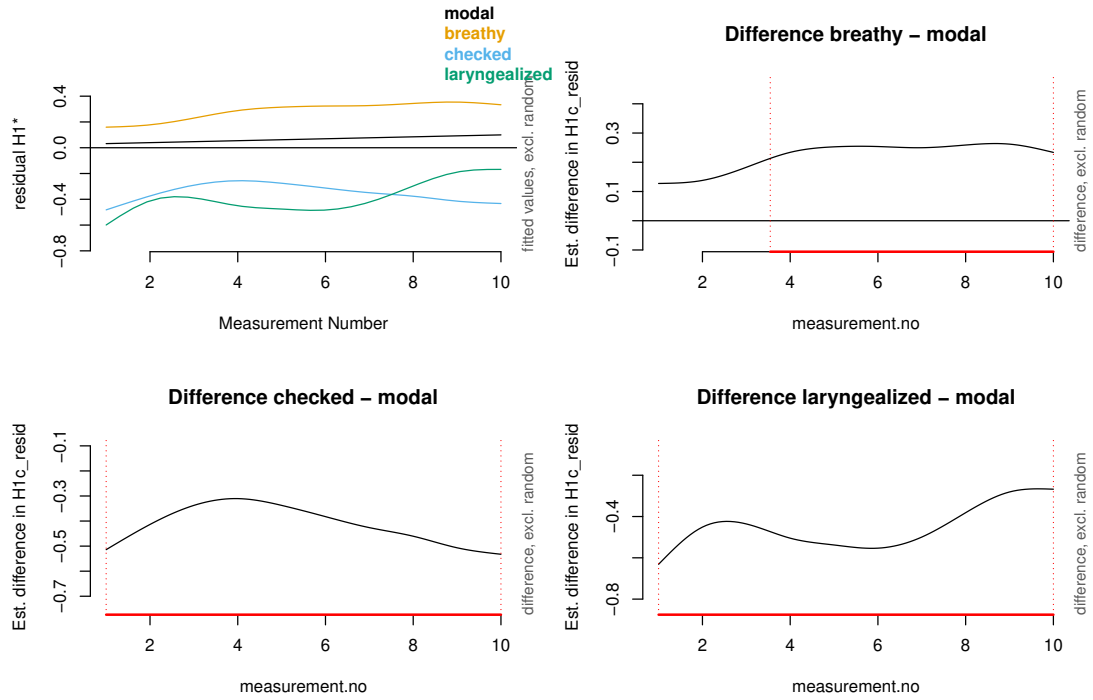 modal
breathy
checked
laryngealized
residual H1*
0.4
0.0
−0.4
−0.8
2 4 6 8 10
Measurement Number
fitted values, excl. random
Difference breathy − modal
Est. difference in H1c_resid
0.3
0.1
−0.1
2 4 6 8 10
measurement.no
difference, excl. random
Difference checked − modal
Est. difference in H1c_resid
−0.1
−0.3
−0.5
−0.7
2 4 6 8 10
measurement.no
difference, excl. random
Difference laryngealized − modal
Est. difference in H1c_resid
−0.4
−0.8
2 4 6 8 10
measurement.no
difference, excl. random